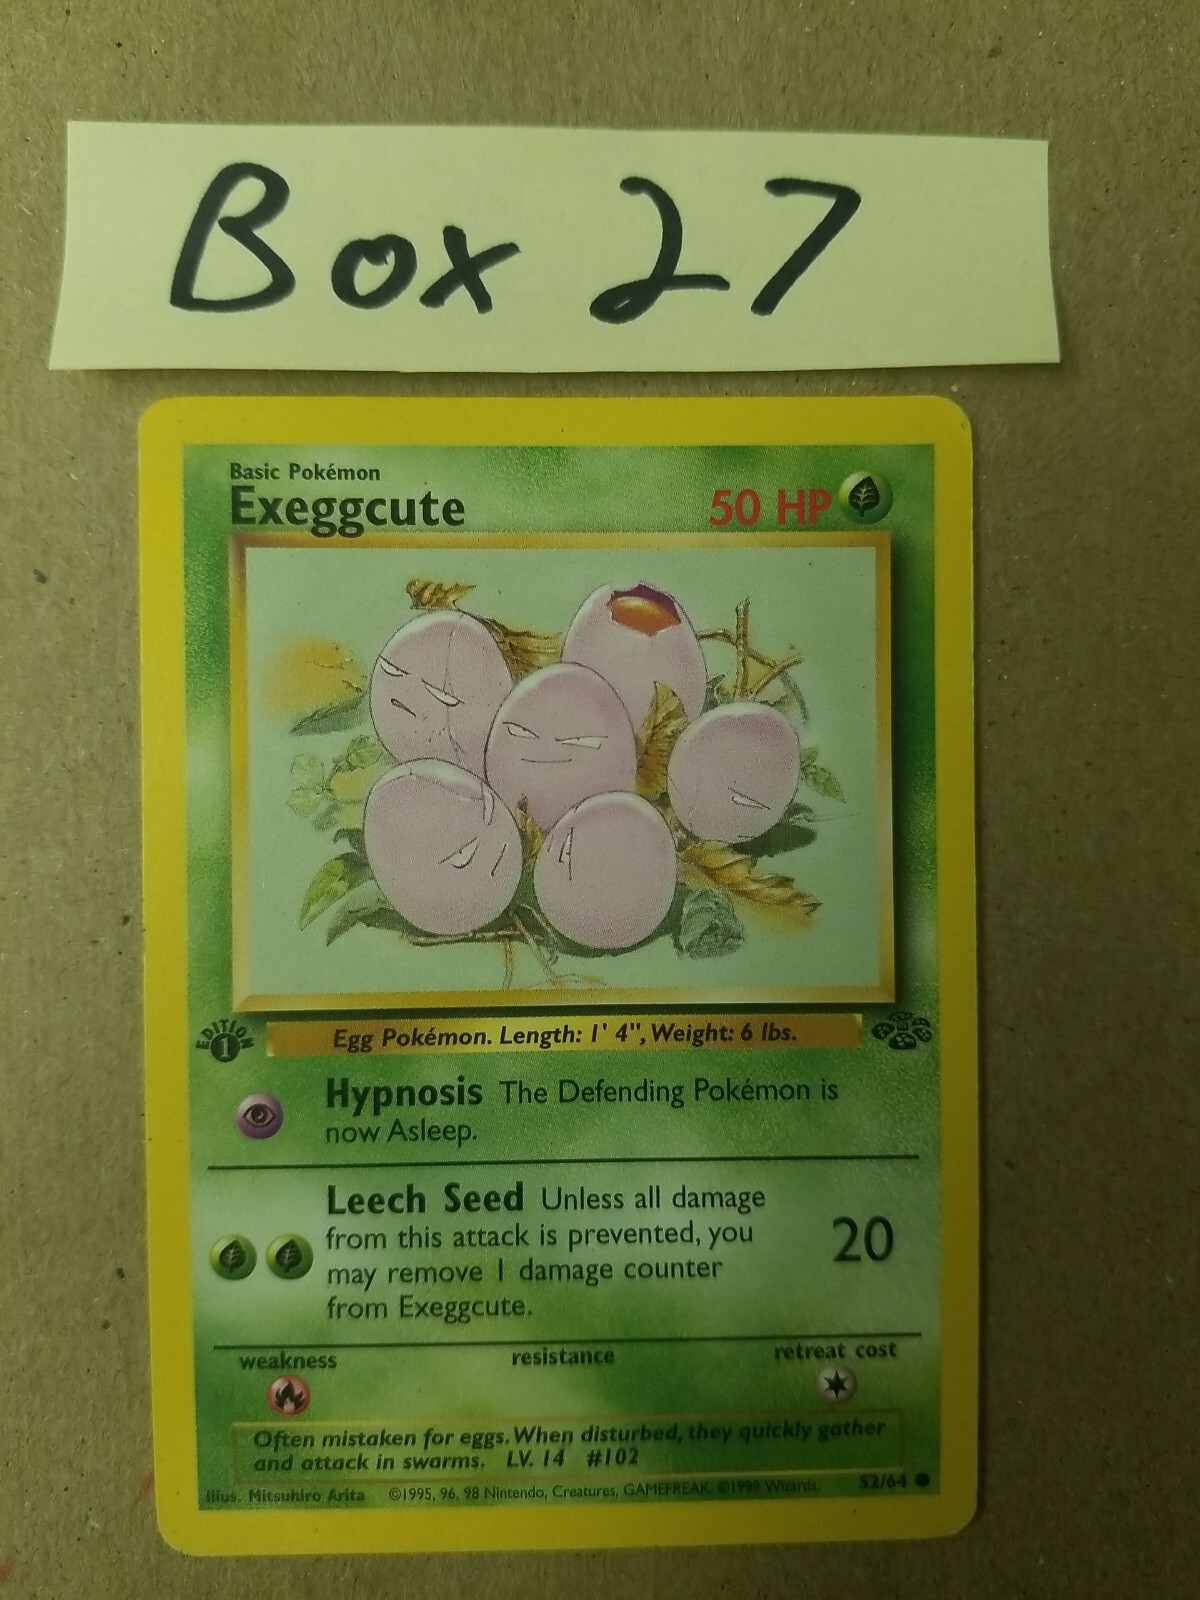 Box 27
Basic Pokémon
Exeggcute 50 HP
EDITION 1
Egg Pokémon. Length: 1' 4", Weight: 6 lbs.
Hypnosis The Defending Pokémon is
now Asleep.
Leech Seed Unless all damage
from this attack is prevented, you
may remove 1 damage counter
from Exeggcute.
20
weakness resistance retreat cost
Often mistaken for eggs. When disturbed, they quickly gather
and attack in swarms. LV. 14 #102
Illus. Mitsuhiro Arita ©1995, 96, 98 Nintendo, Creatures, GAMEFREAK. ©1999 Wizards. 52/64